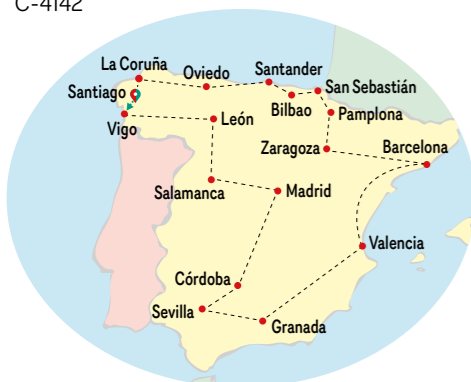 C-4142
La Coruña
Oviedo
Santander
Santiago
San Sebastián
Bilbao
Vigo
León
Pamplona
Zaragoza
Barcelona
Salamanca
Madrid
Valencia
Córdoba
Sevilla
Granada